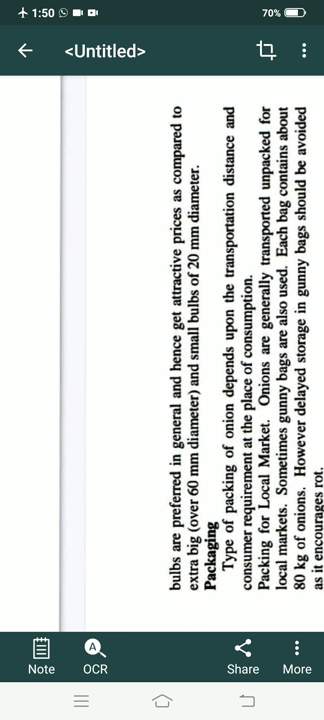 1:50
70%
<Untitled>
bulbs are preferred in general and hence get attractive prices as compared to
extra big (over 60 mm diameter) and small bulbs of 20 mm diameter.
Packaging
Type of packing of onion depends upon the transportation distance and
consumer requirement at the place of consumption.
Packing for Local Market. Onions are generally transported unpacked for
local markets. Sometimes gunny bags are also used. Each bag contains about
80 kg of onions. However delayed storage in gunny bags should be avoided
as it encourages rot.
A
Note OCR Share More